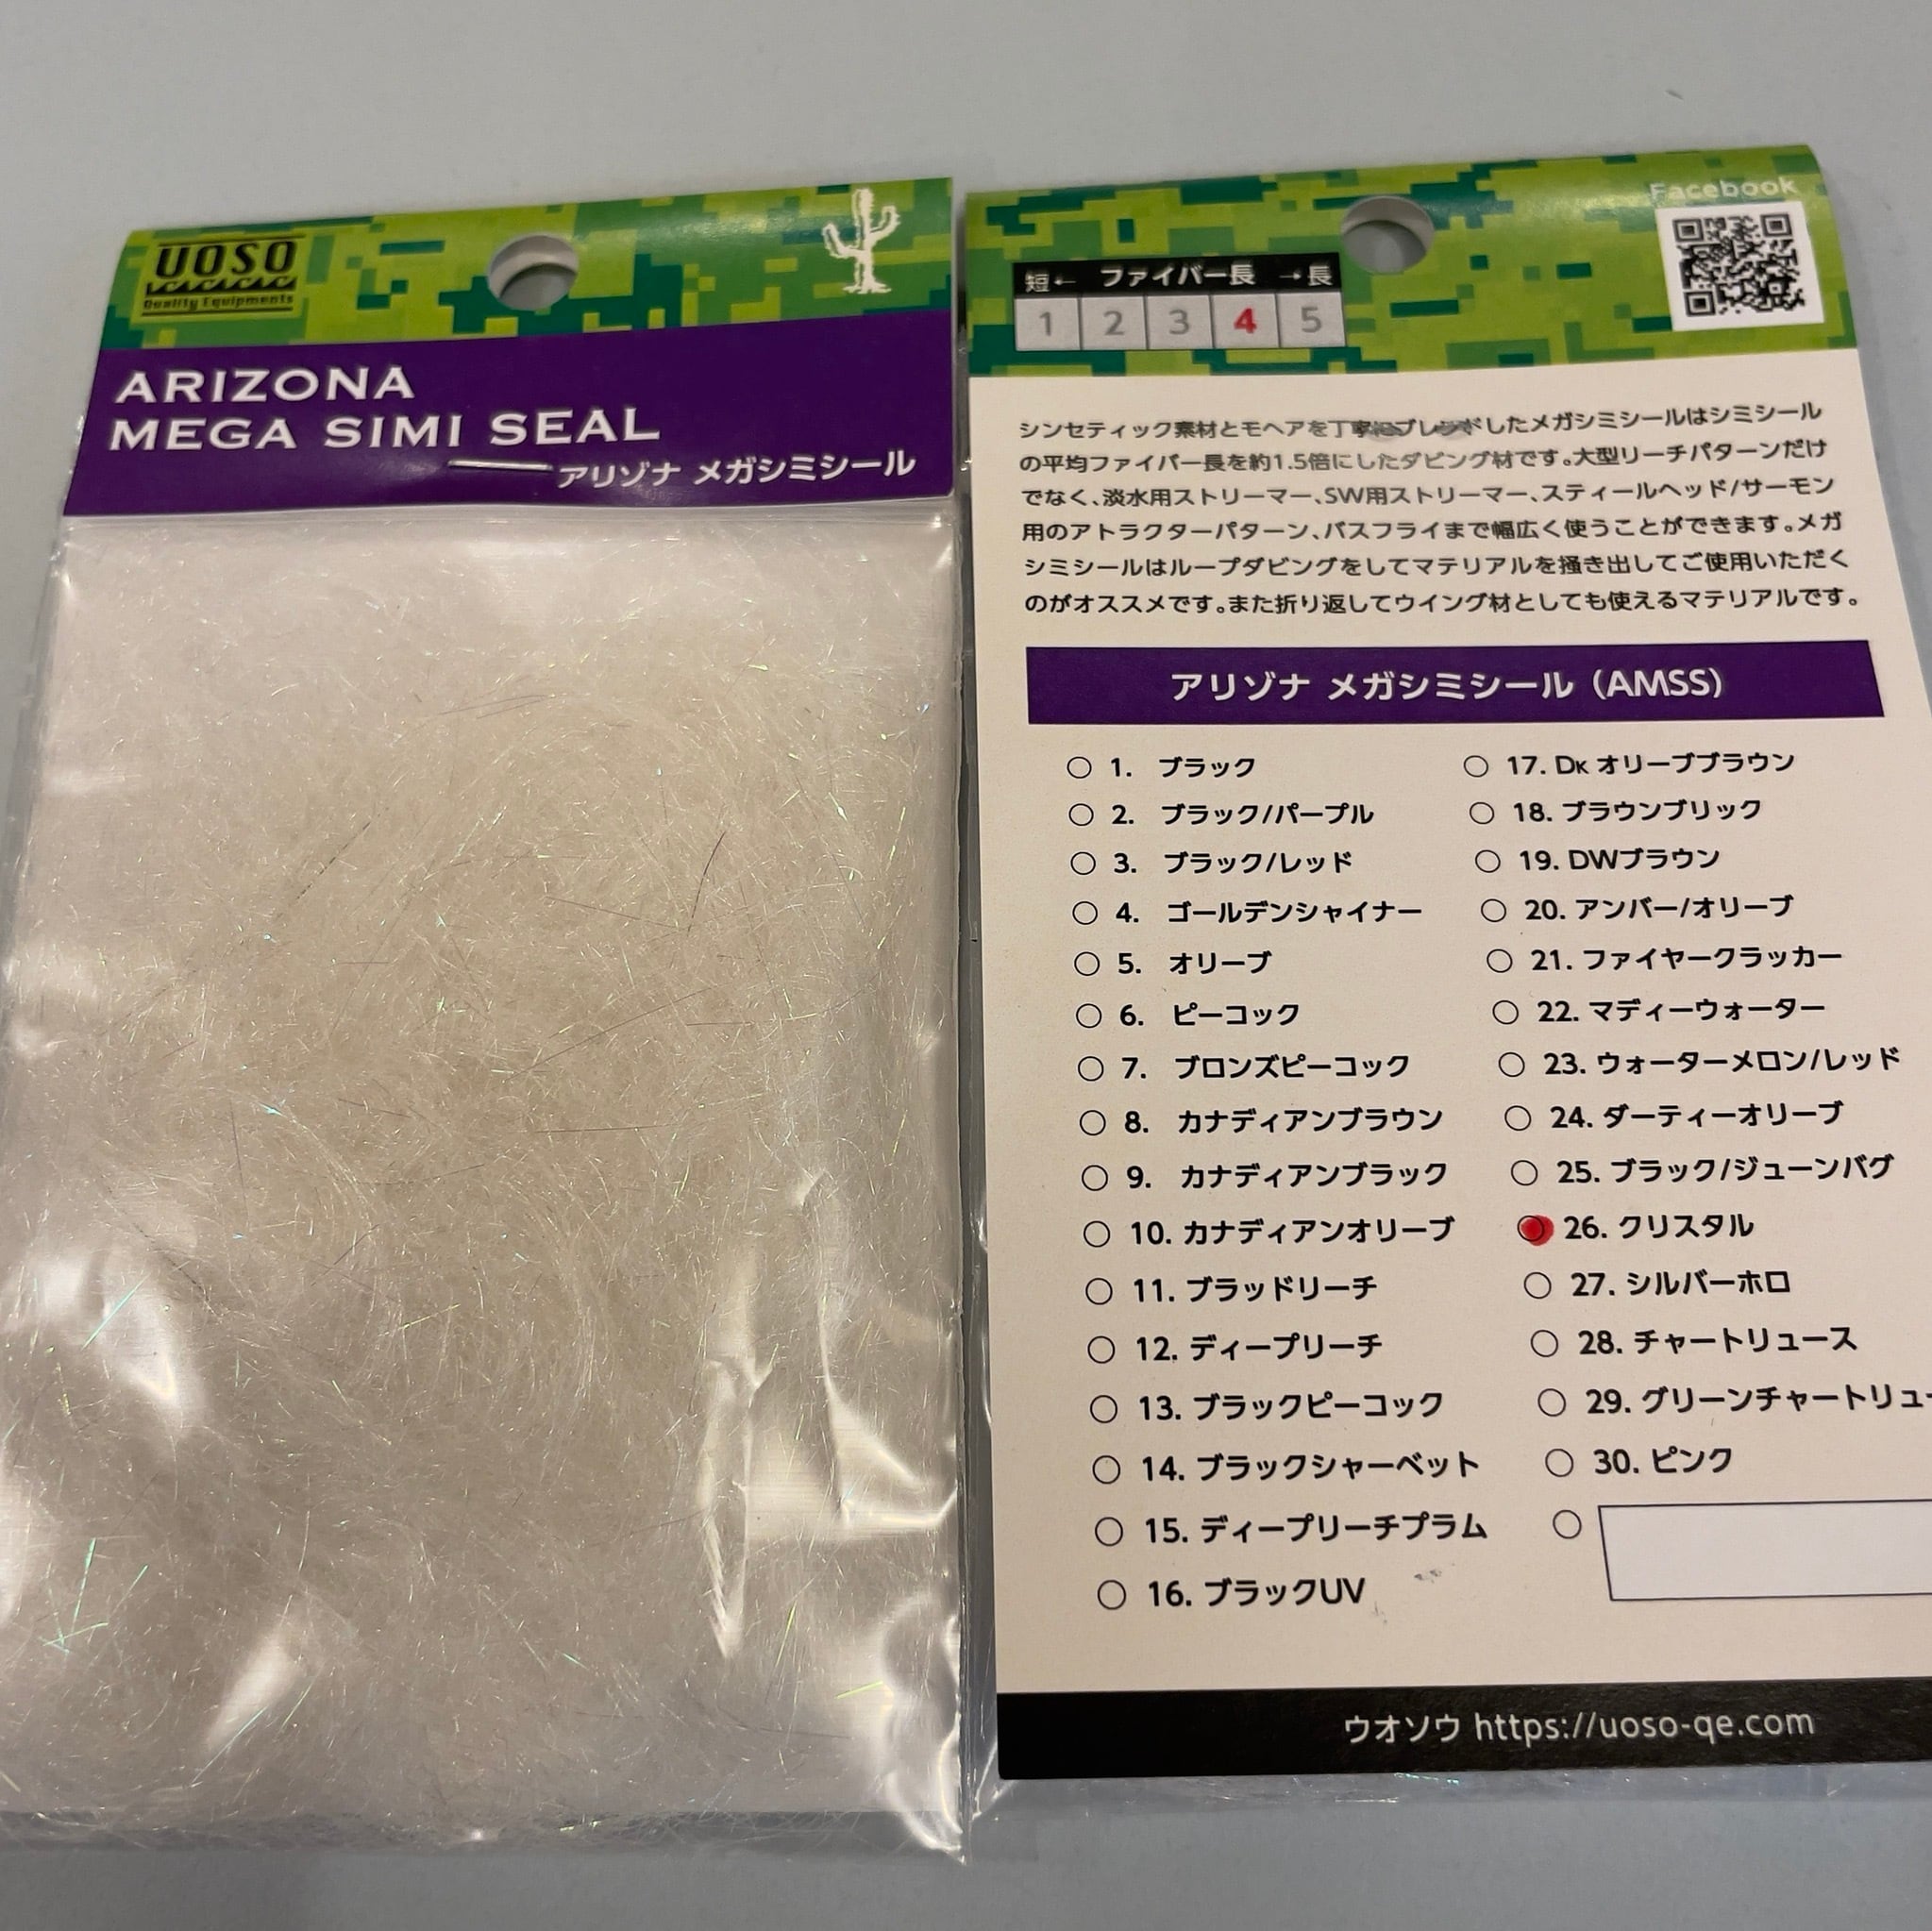 UOSO
Quality Equipments
ARIZONA
MEGA SIMI SEAL
アリゾナ メガシミシール
Facebook
短← ファイバー長 →長
1 2 3 4 5
シンセティック素材とモヘアを丁寧にブレンドしたメガシミシールはシミシール
の平均ファイバー長を約1.5倍にしたダビング材です。大型リーチパターンだけ
でなく、淡水用ストリーマー、SW用ストリーマー、スティールヘッド/サーモン
用のアトラクターパターン、バスフライまで幅広く使うことができます。メガ
シミシールはループダビングをしてマテリアルを掻き出してご使用いただく
のがオススメです。また折り返してウイング材としても使えるマテリアルです。
アリゾナ メガシミシール (AMSS)
1. ブラック
2. ブラック/パープル
3. ブラック/レッド
4. ゴールデンシャイナー
5. オリーブ
6. ピーコック
7. ブロンズピーコック
8. カナディアンブラウン
9. カナディアンブラック
10. カナディアンオリーブ
11. ブラッドリーチ
12. ディープリーチ
13. ブラックピーコック
14. ブラックシャーベット
15. ディープリーチプラム
16. ブラックUV
17. DK オリーブブラウン
18. ブラウンブリック
19. DWブラウン
20. アンバー/オリーブ
21. ファイヤークラッカー
22. マディーウォーター
23. ウォーターメロン/レッド
24. ダーティーオリーブ
25. ブラック/ジューンバグ
26. クリスタル
27. シルバーホロ
28. チャートリュース
29. グリーンチャートリュー
30. ピンク
ウオソウ https://uoso-qe.com